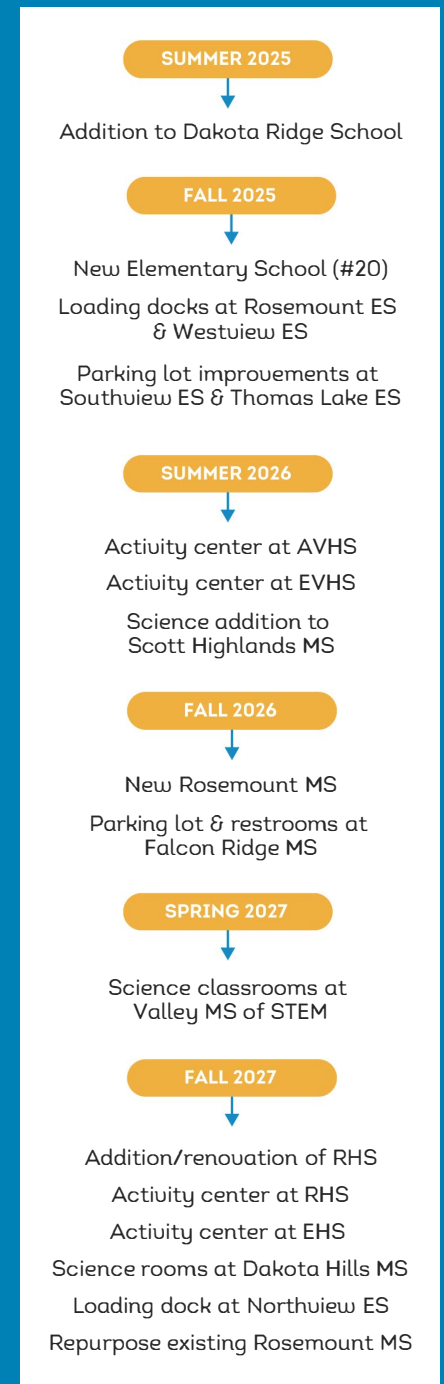 SUMMER 2025
Addition to Dakota Ridge School
FALL 2025
New Elementary School (#20)
Loading docks at Rosemount ES
& Westview ES
Parking lot improvements at
Southview ES & Thomas Lake ES
SUMMER 2026
Activity center at AVHS
Activity center at EVHS
Science addition to
Scott Highlands MS
FALL 2026
New Rosemount MS
Parking lot & restrooms at
Falcon Ridge MS
SPRING 2027
Science classrooms at
Valley MS of STEM
FALL 2027
Addition/renovation of RHS
Activity center at RHS
Activity center at EHS
Science rooms at Dakota Hills MS
Loading dock at Northview ES
Repurpose existing Rosemount MS